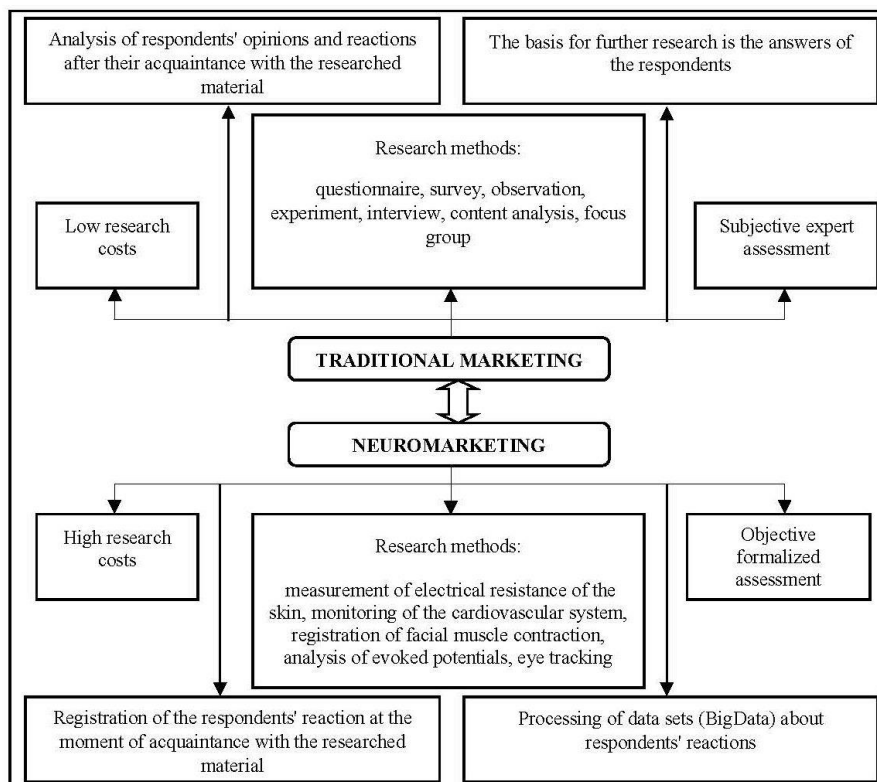 Analysis of respondents' opinions and reactions
after their acquaintance with the researched
material
The basis for further research is the answers of
the respondents
Research methods:
questionnaire, survey, observation,
experiment, interview, content analysis, focus
group
Low research
costs
Subjective expert
assessment
TRADITIONAL MARKETING
NEUROMARKETING
High research
costs
Research methods:
measurement of electrical resistance of the
skin, monitoring of the cardiovascular system,
registration of facial muscle contraction,
analysis of evoked potentials, eye tracking
Objective
formalized
assessment
Registration of the respondents' reaction at the
moment of acquaintance with the researched
material
Processing of data sets (BigData) about
respondents' reactions